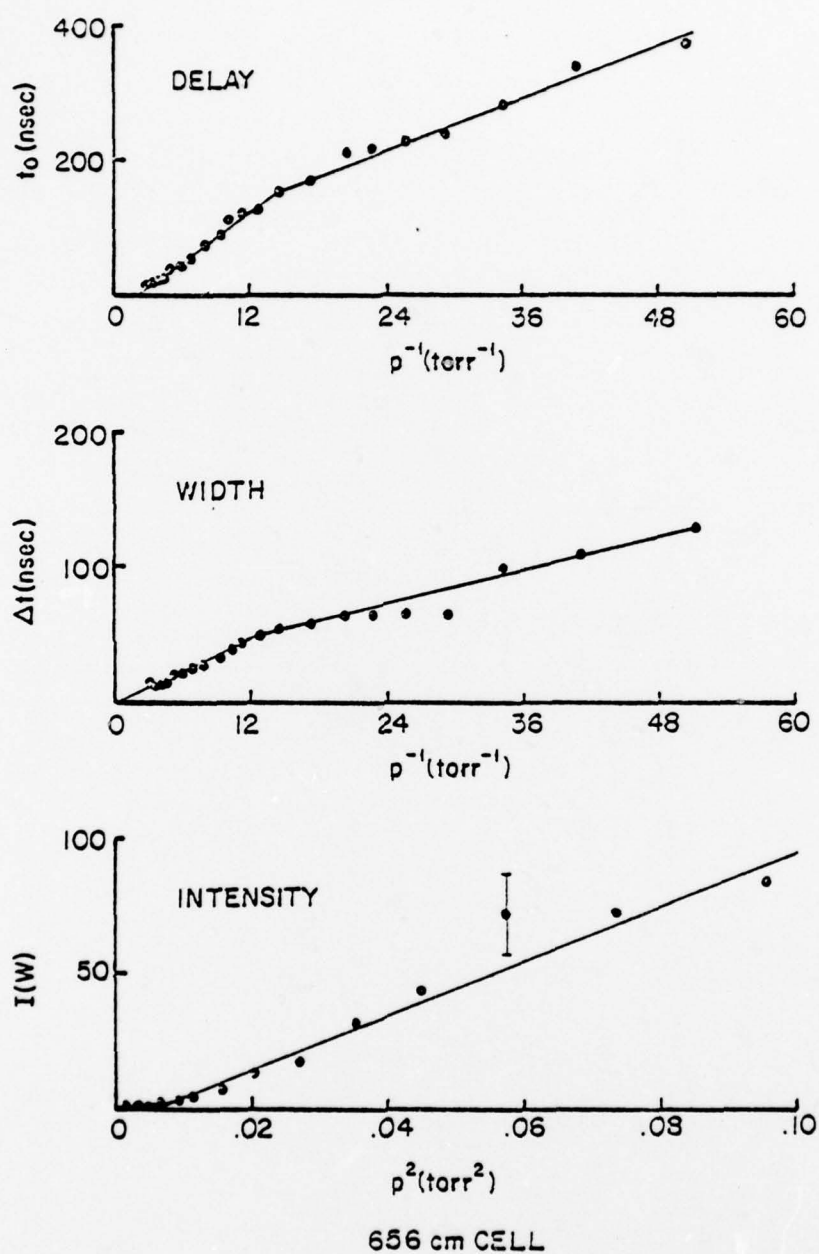 400
200
t₀(nsec)
DELAY
0 12 24 36 48 60
p⁻¹(torr⁻¹)
200
100
Δt(nsec)
WIDTH
0 12 24 36 48 60
p⁻¹(torr⁻¹)
100
50
I(W)
INTENSITY
0 .02 .04 .06 .08 .10
p²(torr²)
656 cm CELL